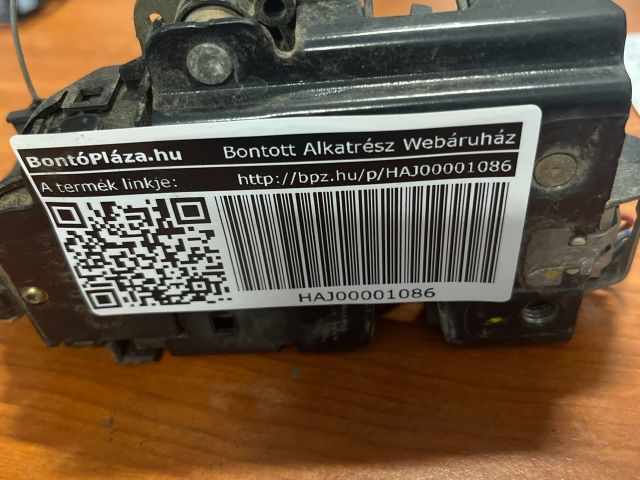 BontóPláza.hu Bontott Alkatrész Webáruház
A termék linkje: http://bpz.hu/p/HAJ00001086
HAJ00001086